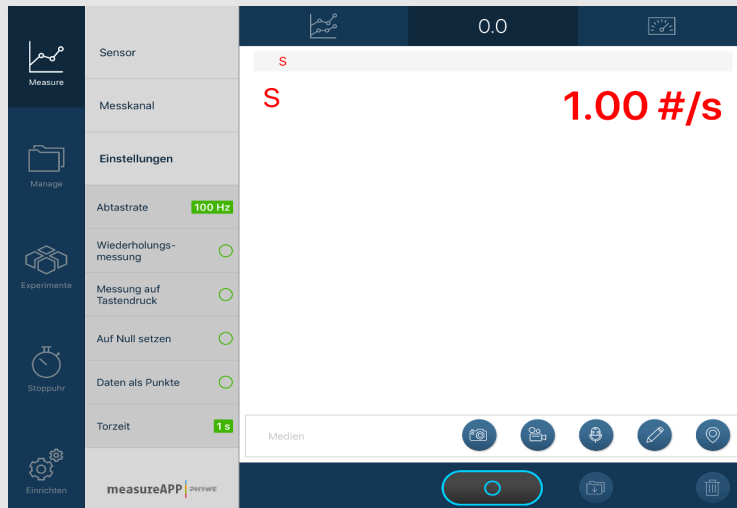 Measure
Manage
Experimente
Stoppuhr
Einrichten
Sensor
Messkanal
Einstellungen
Abtastrate 100 Hz
Wiederholungs-
messung
Messung auf
Tastendruck
Auf Null setzen
Daten als Punkte
Torzeit 1 s
measureAPP PHYWE
0.0
S
S 1.00 #/s
Medien